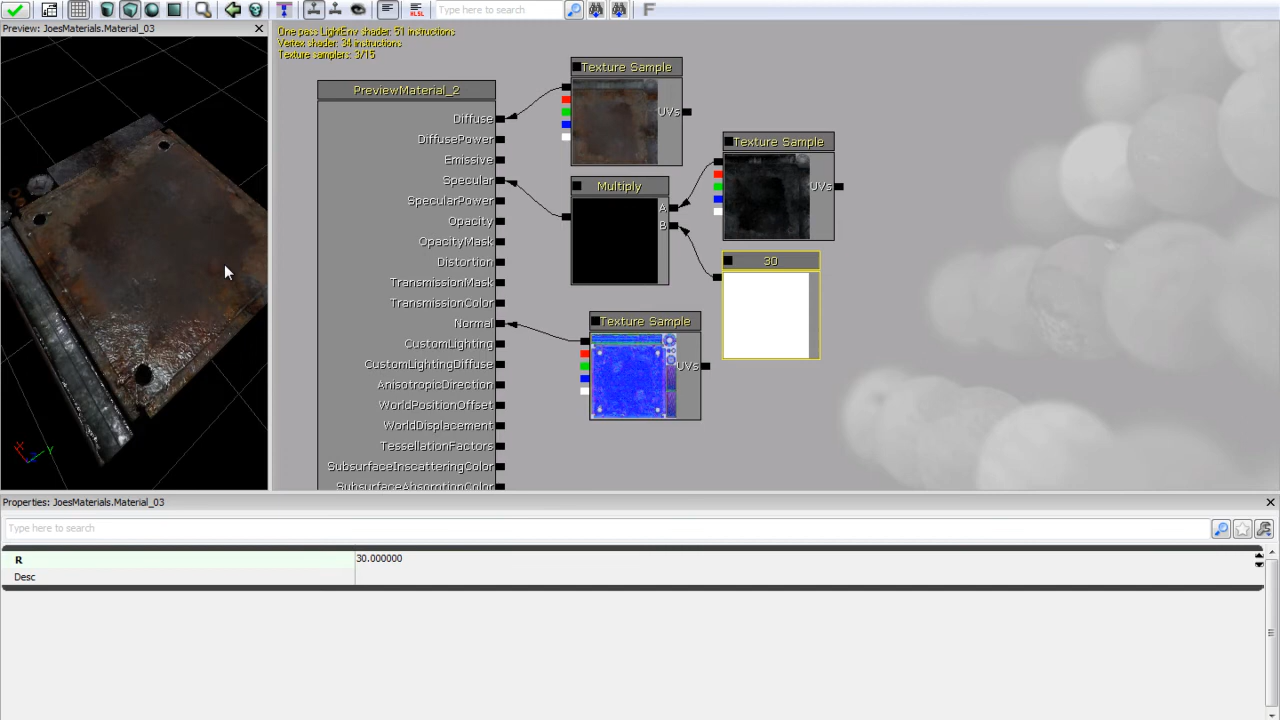 Type here to search
HLSL
F
Preview: JoesMaterials.Material_03
One pass LightEnv shader: 51 instructions
Vertex shader: 34 instructions
Texture samplers: 3/15
PreviewMaterial_2
Diffuse
DiffusePower
Emissive
Specular
SpecularPower
Opacity
OpacityMask
Distortion
TransmissionMask
TransmissionColor
Normal
CustomLighting
CustomLightingDiffuse
AnisotropicDirection
WorldPositionOffset
WorldDisplacement
TessellationFactors
SubsurfaceInscatteringColor
SubsurfaceAbsorptionColor
Texture Sample
UVs
Multiply
A
B
Texture Sample
UVs
30
Texture Sample
UVs
X
Y
Z
Properties: JoesMaterials.Material_03
Type here to search
R 30.000000
Desc